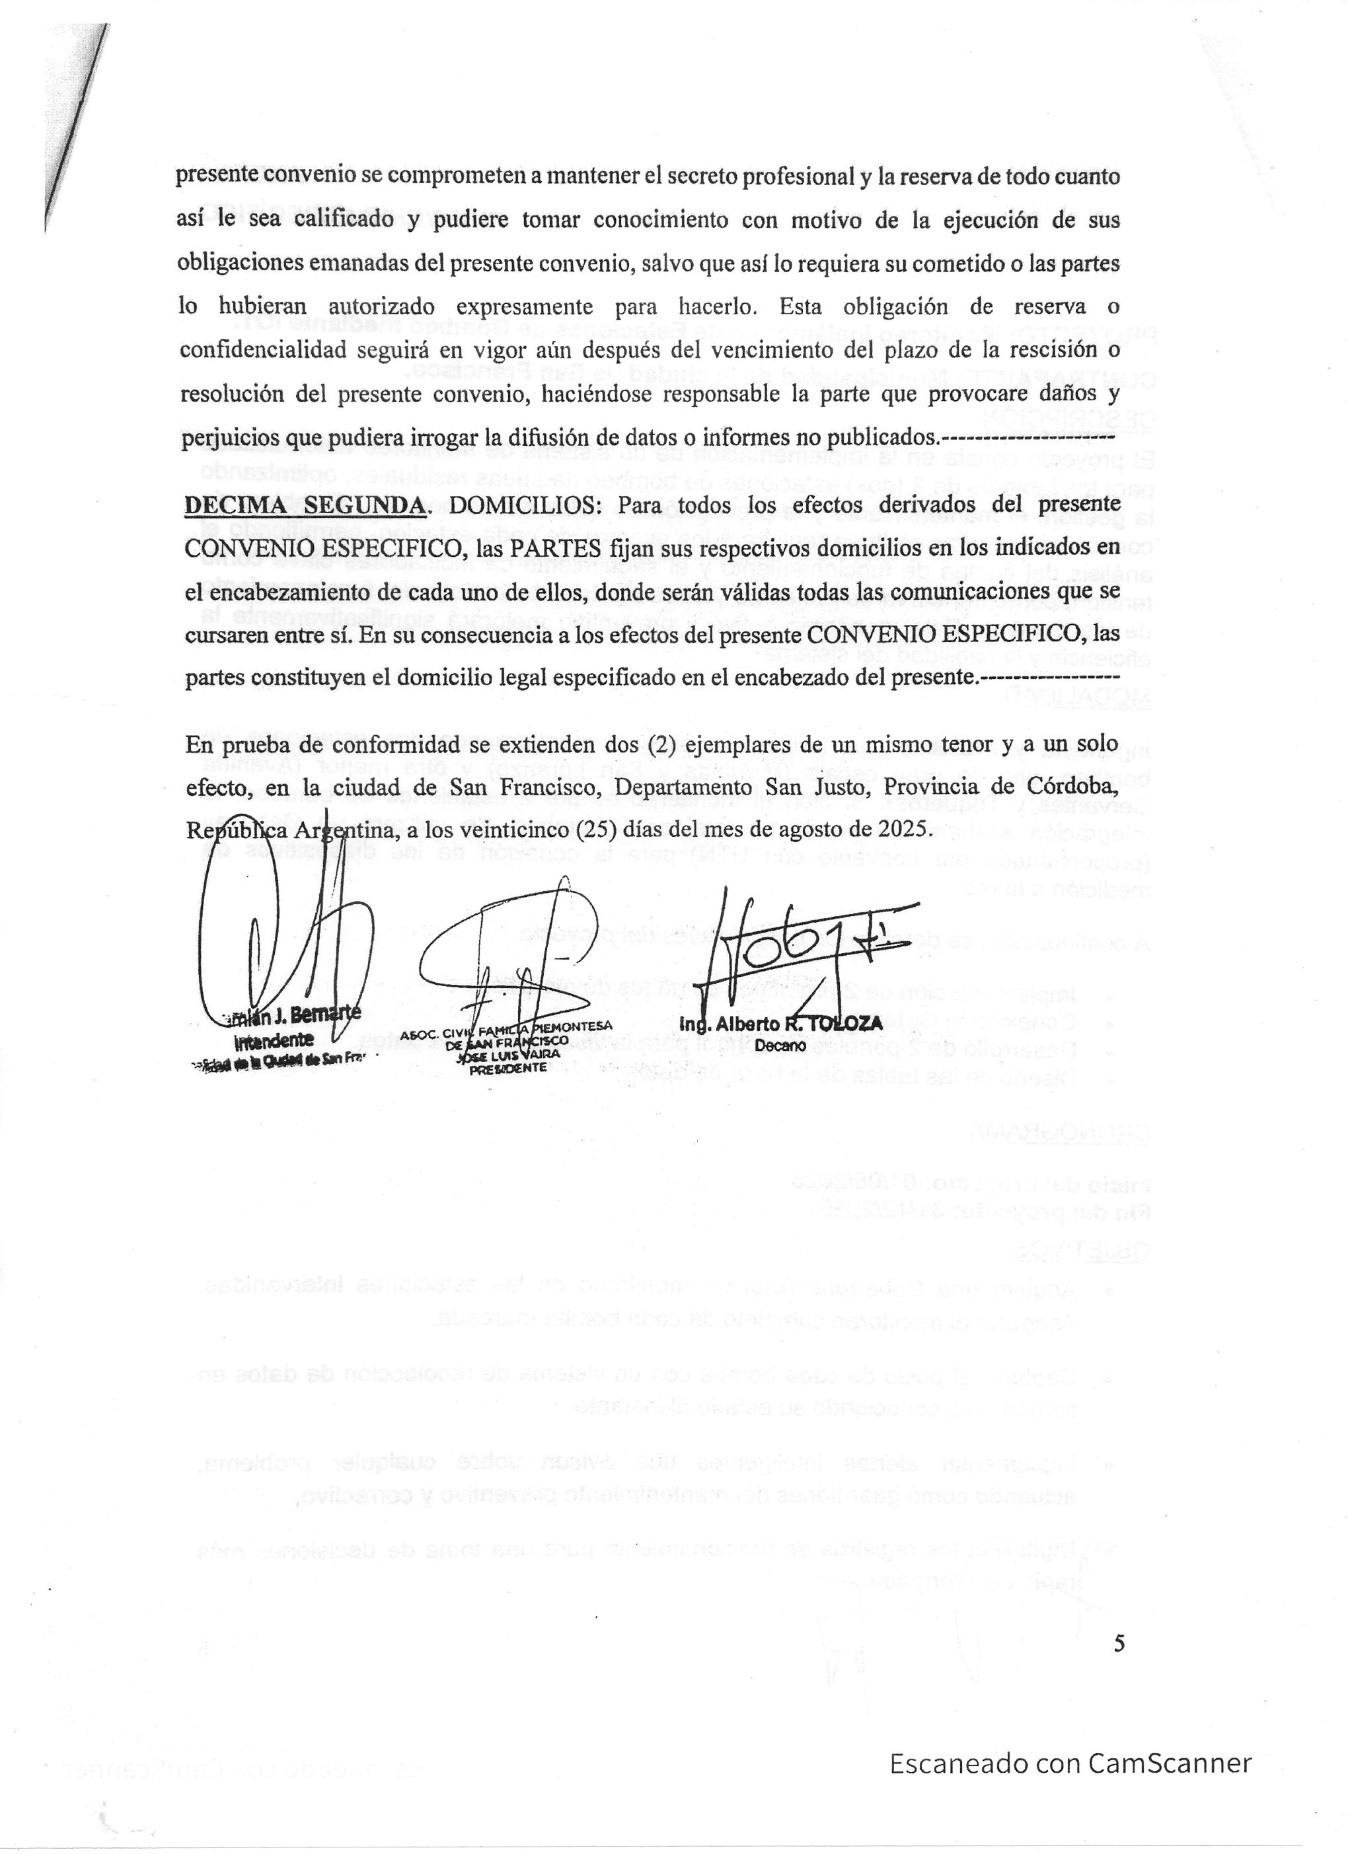 presente convenio se comprometen a mantener el secreto profesional y la reserva de todo cuanto
así le sea calificado y pudiere tomar conocimiento con motivo de la ejecución de sus
obligaciones emanadas del presente convenio, salvo que así lo requiera su cometido o las partes
lo hubieran autorizado expresamente para hacerlo. Esta obligación de reserva o
confidencialidad seguirá en vigor aún después del vencimiento del plazo de la rescisión o
resolución del presente convenio, haciéndose responsable la parte que provocare daños y
perjuicios que pudiera irrogar la difusión de datos o informes no publicados.---------------------
DECIMA SEGUNDA. DOMICILIOS: Para todos los efectos derivados del presente
CONVENIO ESPECIFICO, las PARTES fijan sus respectivos domicilios en los indicados en
el encabezamiento de cada uno de ellos, donde serán válidas todas las comunicaciones que se
cursaren entre sí. En su consecuencia a los efectos del presente CONVENIO ESPECIFICO, las
partes constituyen el domicilio legal especificado en el encabezado del presente.-----------------
En prueba de conformidad se extienden dos (2) ejemplares de un mismo tenor y a un solo
efecto, en la ciudad de San Francisco, Departamento San Justo, Provincia de Córdoba,
República Argentina, a los veinticinco (25) días del mes de agosto de 2025.
J. Bernarte
Intendente
de la Ciudad de San Fra
ASOC. CIVIL FAMILIA PIEMONTESA
DE SAN FRANCISCO
JOSE LUIS VAIRA
PRESIDENTE
Ing. Alberto R. TOLOZA
Decano
5
Escaneado con CamScanner